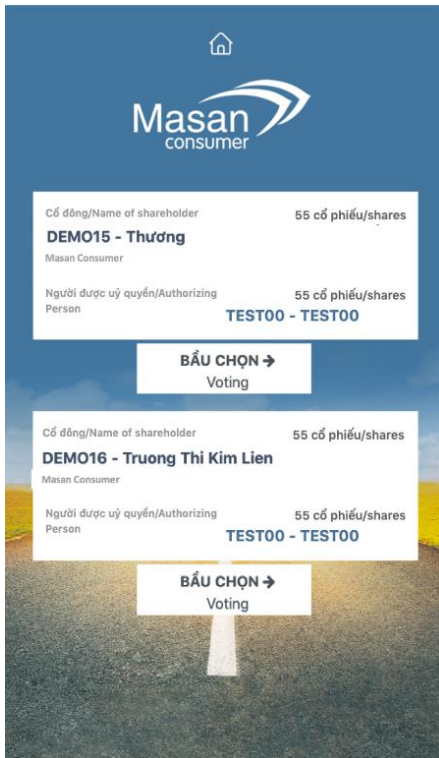 Masan
consumer
Cổ đông/Name of shareholder 55 cổ phiếu/shares
DEMO15 - Thương
Masan Consumer
Người được uỷ quyền/Authorizing
Person
55 cổ phiếu/shares
TEST00 - TEST00
BẦU CHỌN →
Voting
Cổ đông/Name of shareholder 55 cổ phiếu/shares
DEMO16 - Truong Thi Kim Lien
Masan Consumer
Người được uỷ quyền/Authorizing
Person
55 cổ phiếu/shares
TEST00 - TEST00
BẦU CHỌN →
Voting